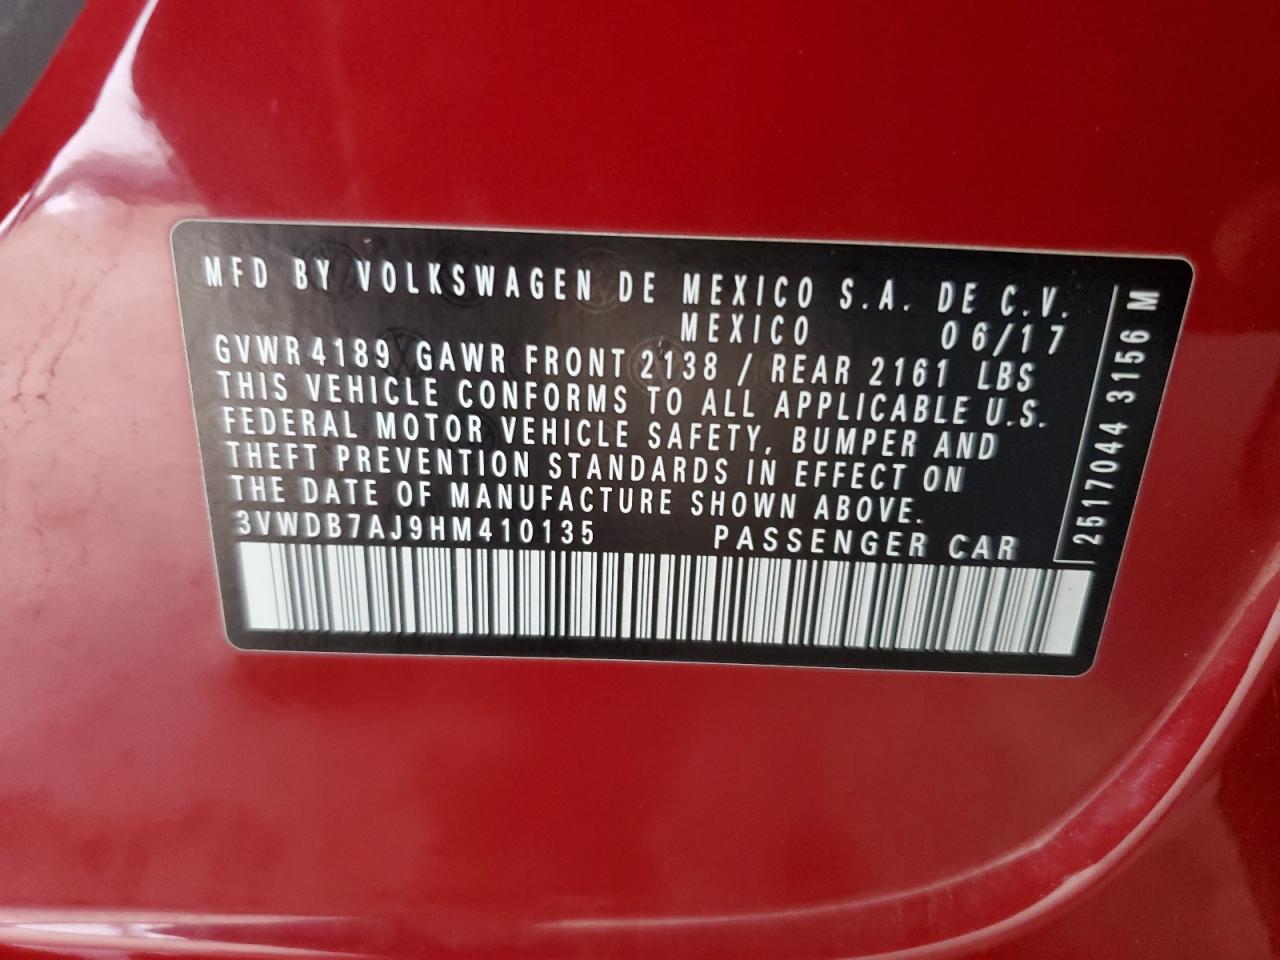 MFD BY VOLKSWAGEN DE MEXICO S.A. DE C.V.
MEXICO 06/17
GVWR 4189 GAWR FRONT 2138 / REAR 2161 LBS
THIS VEHICLE CONFORMS TO ALL APPLICABLE U.S.
FEDERAL MOTOR VEHICLE SAFETY, BUMPER AND
THEFT PREVENTION STANDARDS IN EFFECT ON
THE DATE OF MANUFACTURE SHOWN ABOVE.
3VWDB7AJ9HM410135 PASSENGER CAR
2517044 3156 M